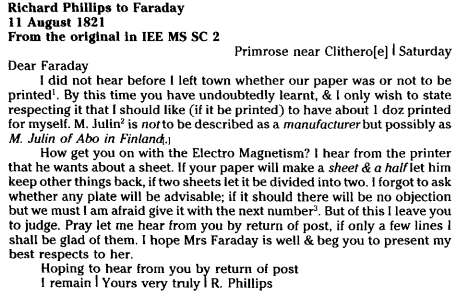 Richard Phillips to Faraday
11 August 1821
From the original in IEE MS SC 2
Primrose near Clithero[e] | Saturday
Dear Faraday
I did not hear before I left town whether our paper was or not to be
printed¹. By this time you have undoubtedly learnt, & I only wish to state
respecting it that I should like (if it be printed) to have about 1 doz printed
for myself. M. Julin² is not to be described as a manufacturer but possibly as
M. Julin of Abo in Finland[.]
How get you on with the Electro Magnetism? I hear from the printer
that he wants about a sheet. If your paper will make a sheet & a half let him
keep other things back, if two sheets let it be divided into two. I forgot to ask
whether any plate will be advisable; if it should there will be no objection
but we must I am afraid give it with the next number³. But of this I leave you
to judge. Pray let me hear from you by return of post, if only a few lines I
shall be glad of them. I hope Mrs Faraday is well & beg you to present my
best respects to her.
Hoping to hear from you by return of post
I remain | Yours very truly | R. Phillips